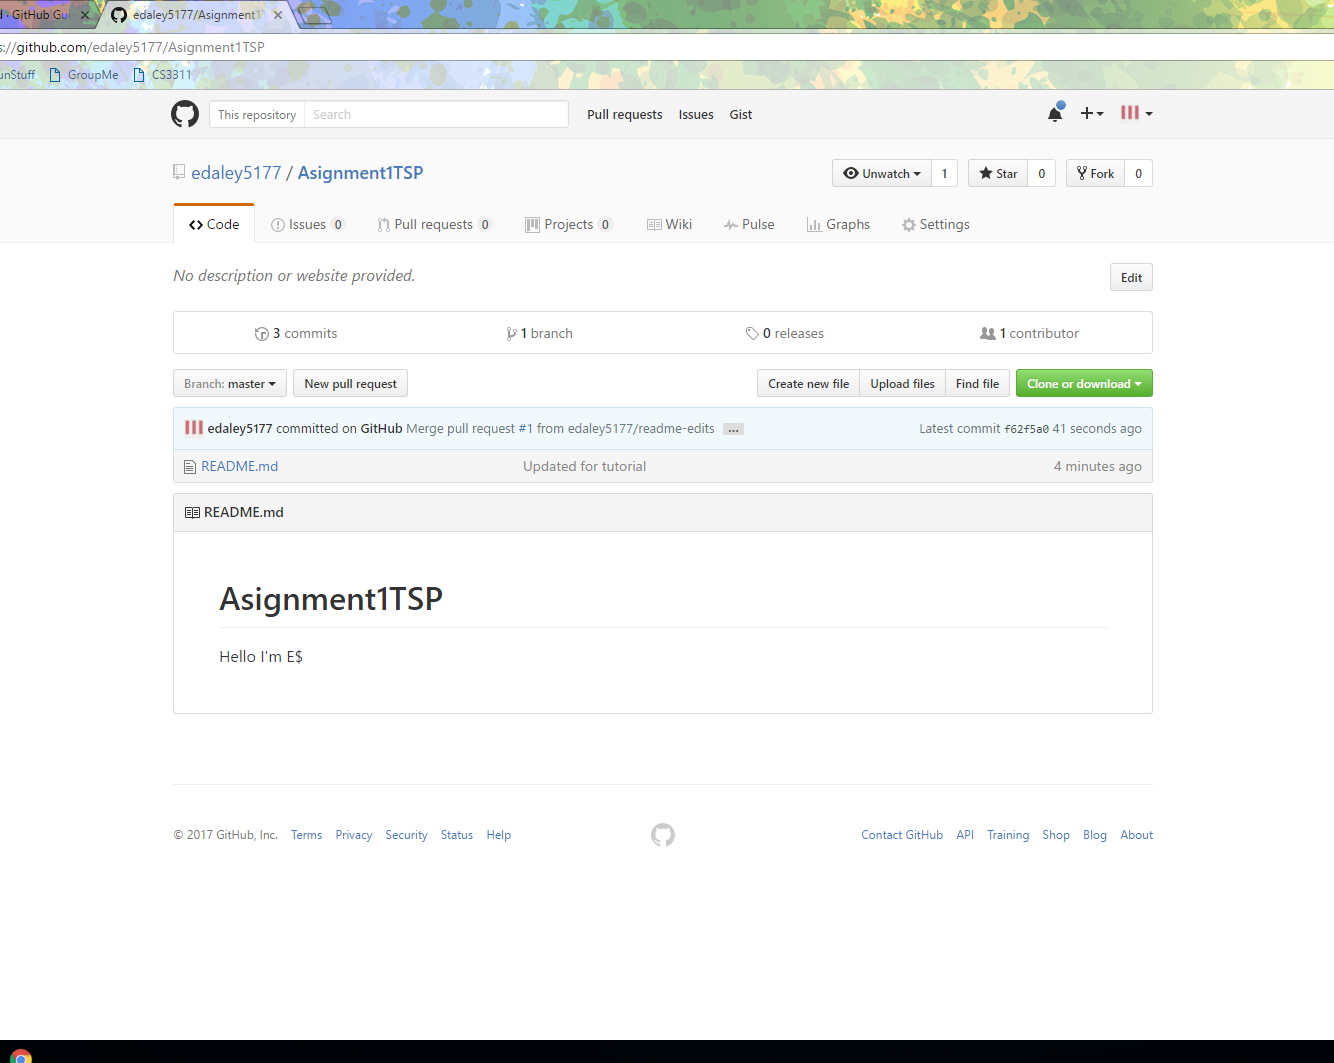 · GitHub Gu edaley5177/Asignment1
s://github.com/edaley5177/Asignment1TSP
unStuff GroupMe CS3311
This repository Search Pull requests Issues Gist
edaley5177 / Asignment1TSP Unwatch 1 Star 0 Fork 0
Code Issues 0 Pull requests 0 Projects 0 Wiki Pulse Graphs Settings
No description or website provided. Edit
3 commits 1 branch 0 releases 1 contributor
Branch: master New pull request Create new file Upload files Find file Clone or download
edaley5177 committed on GitHub Merge pull request #1 from edaley5177/readme-edits ... Latest commit f62f5a0 41 seconds ago
README.md Updated for tutorial 4 minutes ago
README.md
Asignment1TSP
Hello I'm E$
© 2017 GitHub, Inc. Terms Privacy Security Status Help Contact GitHub API Training Shop Blog About